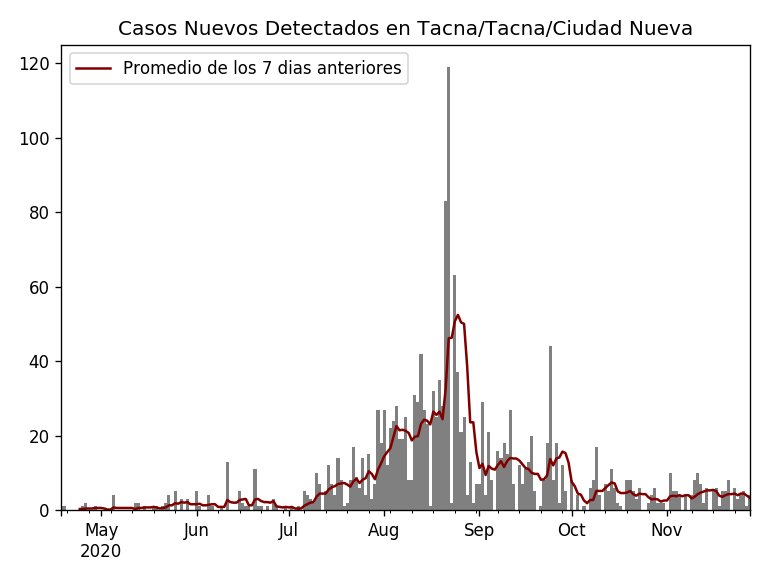 Casos Nuevos Detectados en Tacna/Tacna/Ciudad Nueva
Promedio de los 7 dias anteriores
120
100
80
60
40
20
0
May Jun Jul Aug Sep Oct Nov
2020